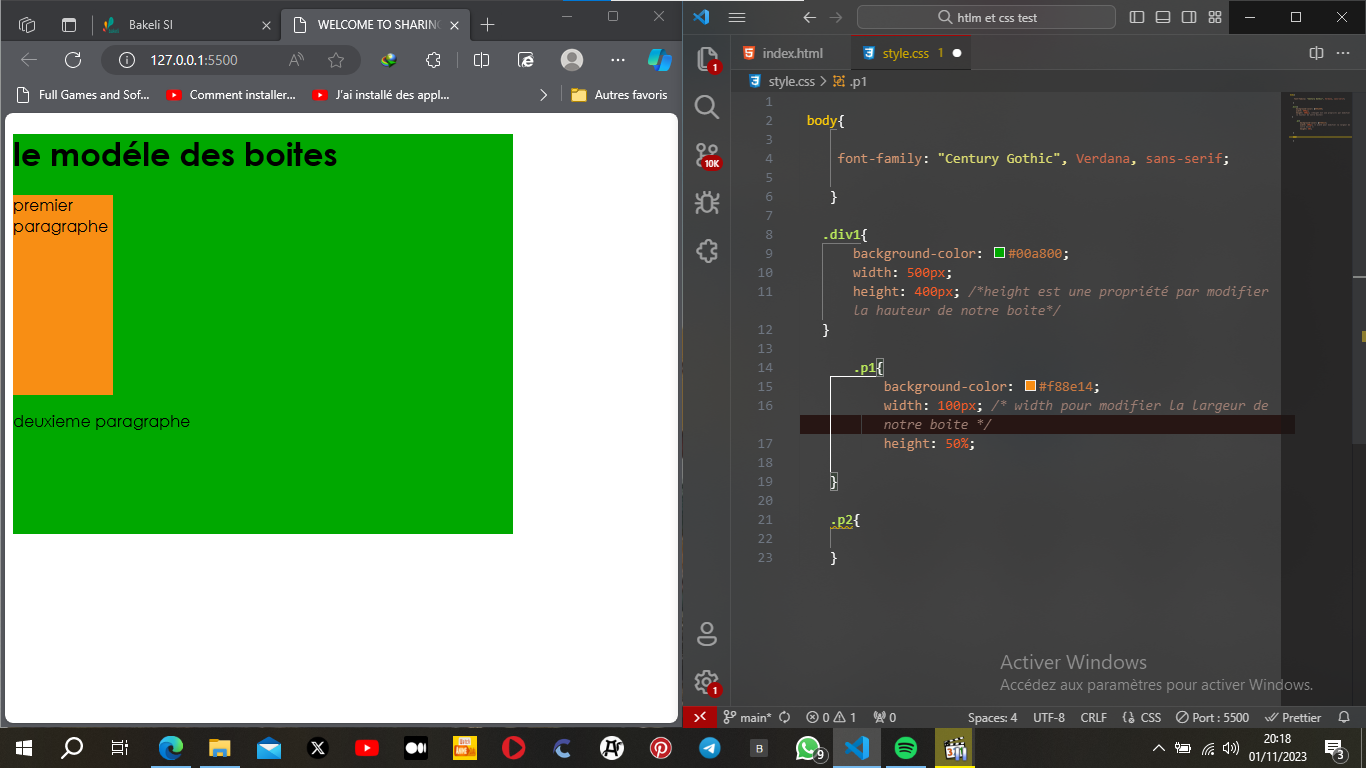 Bakeli SI
WELCOME TO SHARING
127.0.0.1:5500
Full Games and Sof...
Comment installer...
J'ai installé des appl...
Autres favoris
le modéle des boites
premier
paragraphe
deuxieme paragraphe
htlm et css test
index.html
style.css 1
style.css > .p1
1
2 body{
3
4 font-family: "Century Gothic", Verdana, sans-serif;
5
6 }
7
8 .div1{
9 background-color: #00a800;
10 width: 500px;
11 height: 400px; /*height est une propriété par modifier
la hauteur de notre boite*/
12 }
13
14 .p1{
15 background-color: #f88e14;
16 width: 100px; /* width pour modifier la largeur de
notre boite */
17 height: 50%;
18
19 }
20
21 .p2{
22
23 }
1
10K
1
Activer Windows
Accédez aux paramètres pour activer Windows.
main* 0 1 0 Spaces: 4 UTF-8 CRLF CSS Port : 5500 Prettier
9
20:18
01/11/2023
3